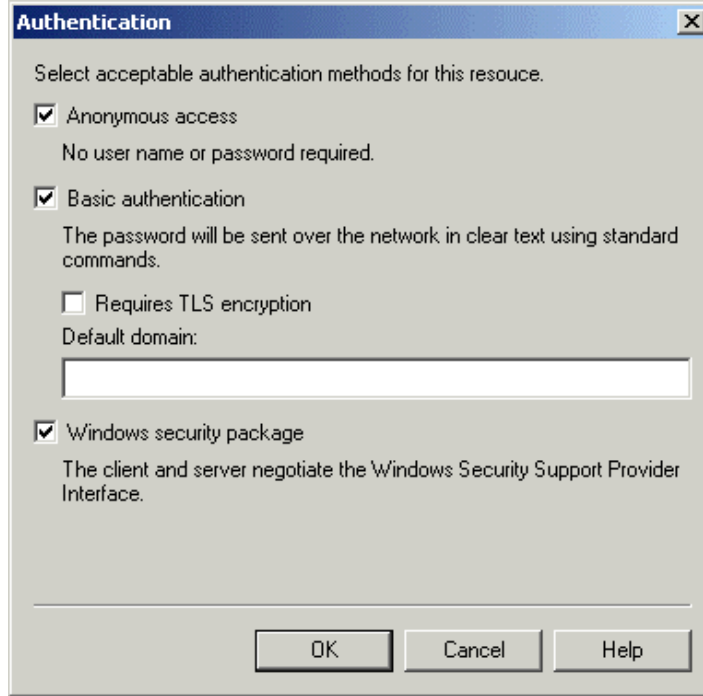 Authentication
Select acceptable authentication methods for this resouce.
Anonymous access
No user name or password required.
Basic authentication
The password will be sent over the network in clear text using standard
commands.
Requires TLS encryption
Default domain:
Windows security package
The client and server negotiate the Windows Security Support Provider
Interface.
OK Cancel Help